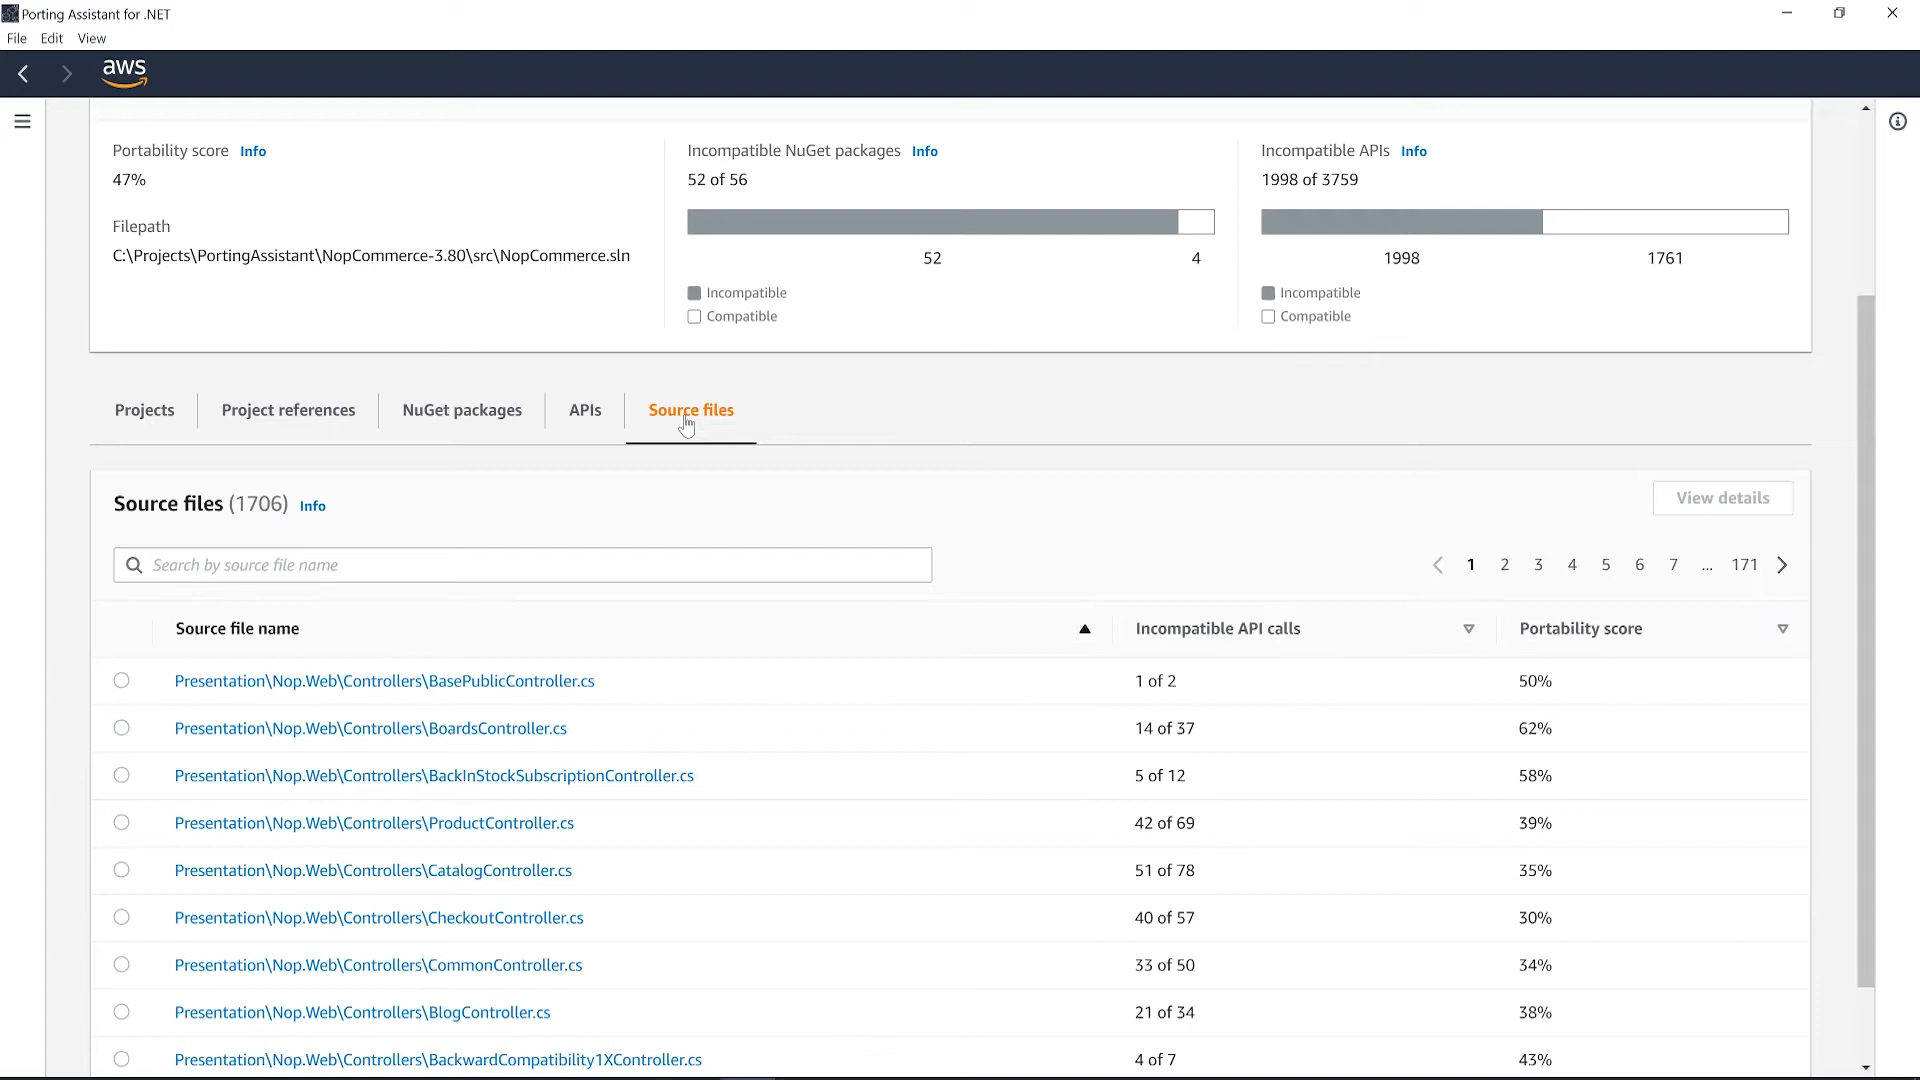 Porting Assistant for .NET
File Edit View
aws
Portability score Info
47%
Filepath
C:\Projects\PortingAssistant\NopCommerce-3.80\src\NopCommerce.sln
Incompatible NuGet packages Info
52 of 56
52 4
Incompatible
Compatible
Incompatible APIs Info
1998 of 3759
1998 1761
Incompatible
Compatible
Projects Project references NuGet packages APIs Source files
Source files (1706) Info
View details
Search by source file name
1 2 3 4 5 6 7 ... 171
Source file name Incompatible API calls Portability score
Presentation\Nop.Web\Controllers\BasePublicController.cs 1 of 2 50%
Presentation\Nop.Web\Controllers\BoardsController.cs 14 of 37 62%
Presentation\Nop.Web\Controllers\BackInStockSubscriptionController.cs 5 of 12 58%
Presentation\Nop.Web\Controllers\ProductController.cs 42 of 69 39%
Presentation\Nop.Web\Controllers\CatalogController.cs 51 of 78 35%
Presentation\Nop.Web\Controllers\CheckoutController.cs 40 of 57 30%
Presentation\Nop.Web\Controllers\CommonController.cs 33 of 50 34%
Presentation\Nop.Web\Controllers\BlogController.cs 21 of 34 38%
Presentation\Nop.Web\Controllers\BackwardCompatibility1XController.cs 4 of 7 43%